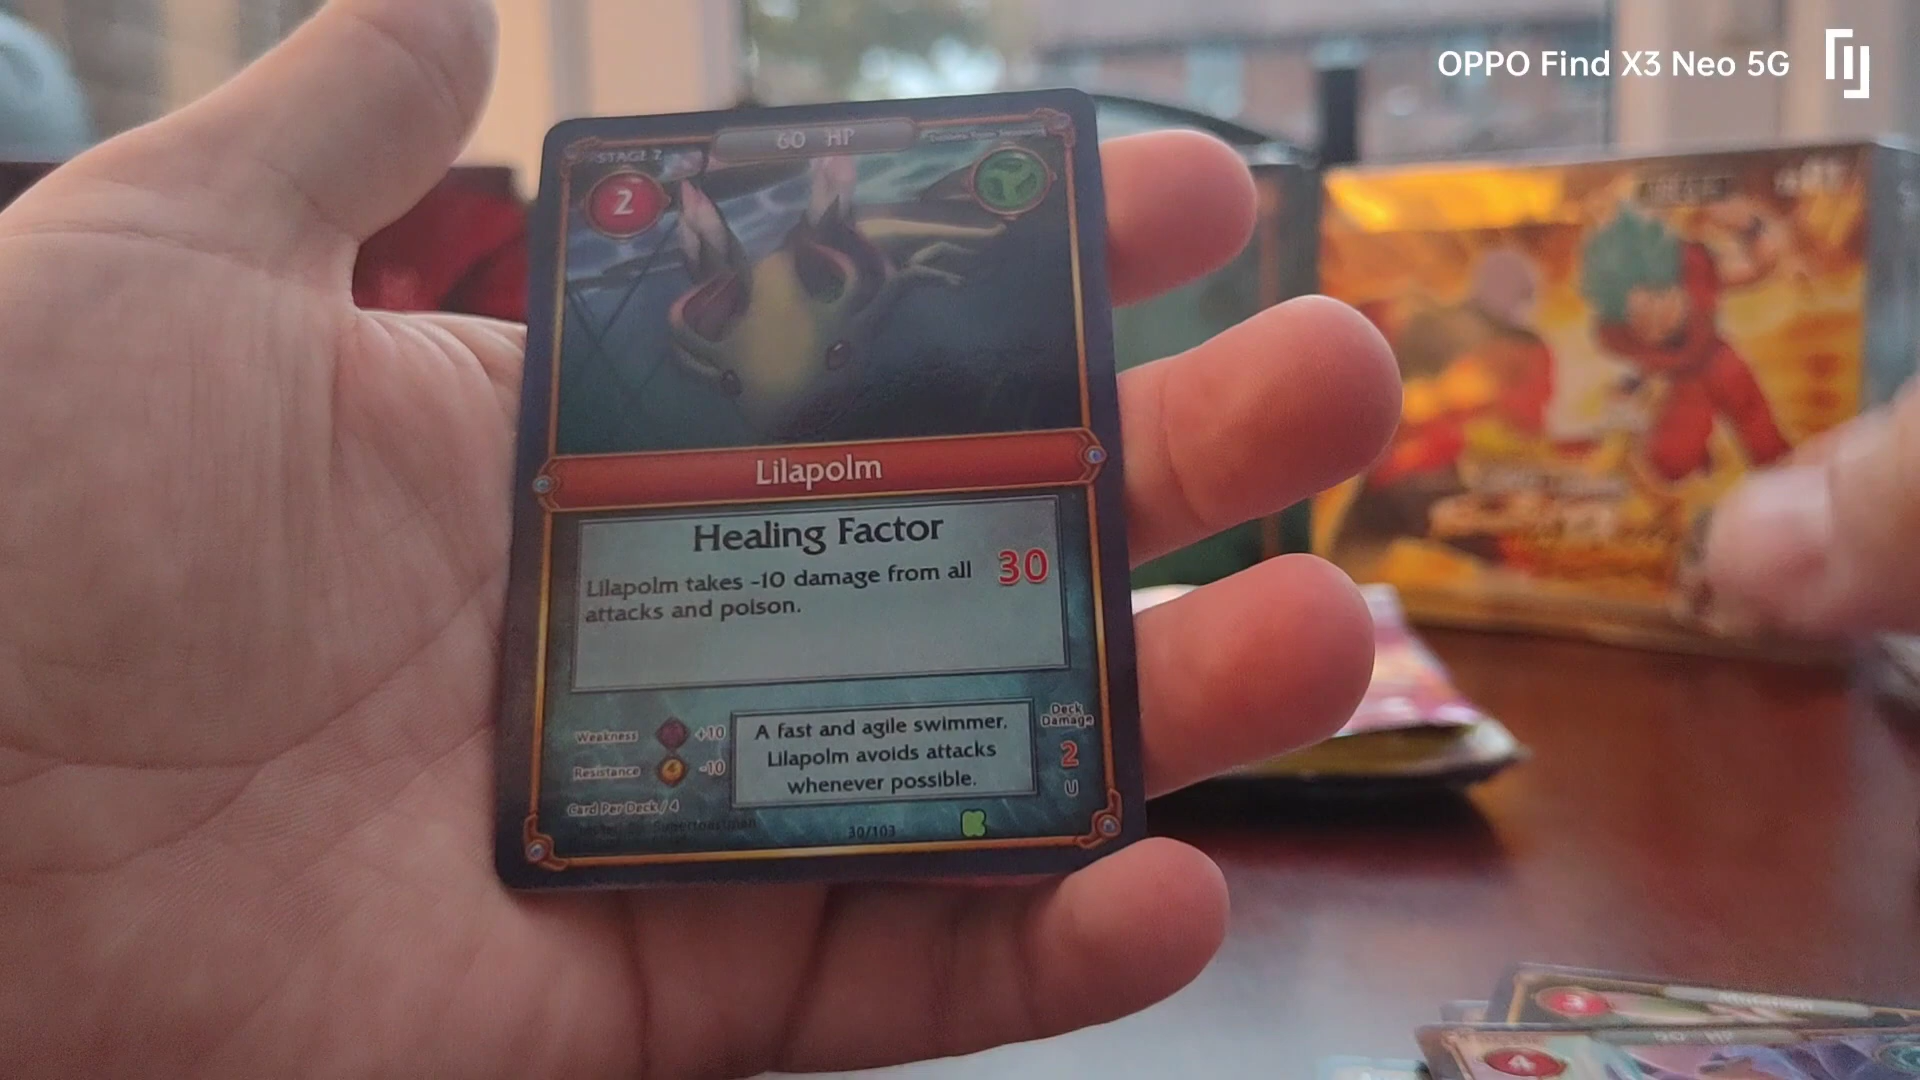 OPPO Find X3 Neo 5G
60 HP
STAGE 2
2
Lilapolm
Healing Factor
Lilapolm takes -10 damage from all
attacks and poison.
30
Weakness +10
Resistance 4 -10
Card Per Deck / 4
A fast and agile swimmer,
Lilapolm avoids attacks
whenever possible.
Deck
Damage
2
U
30/103
4